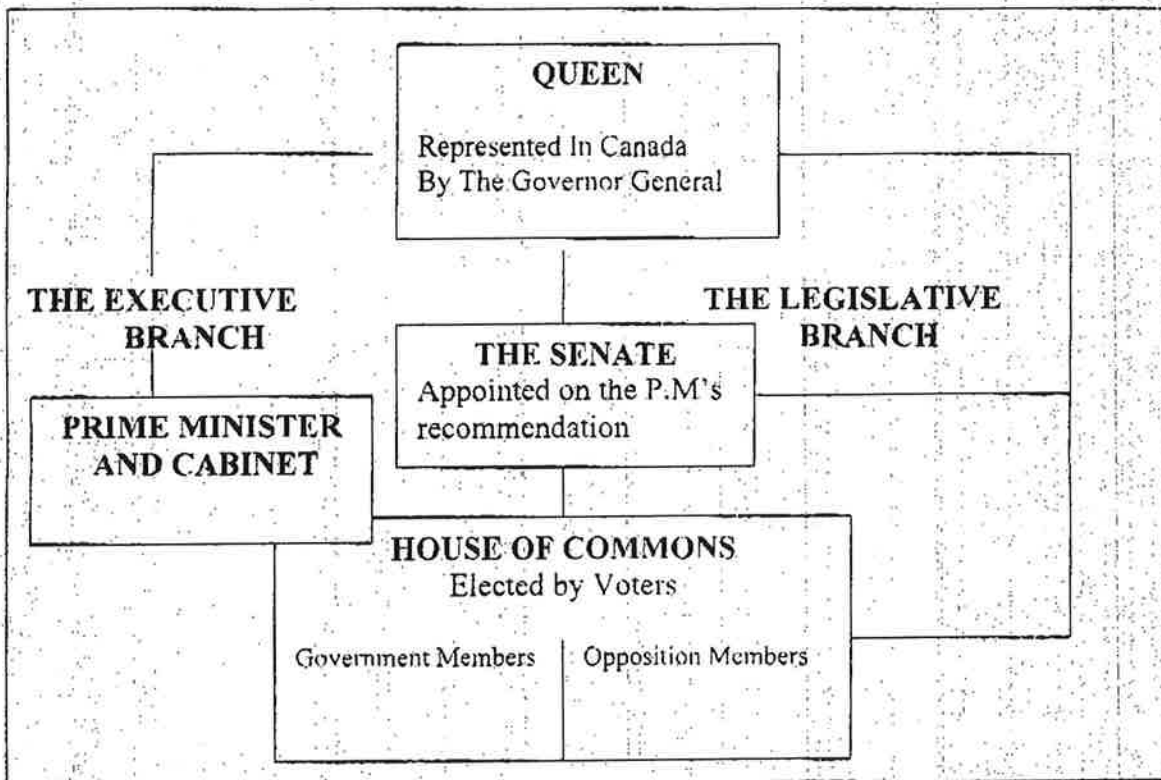 QUEEN
Represented In Canada
By The Governor General
THE EXECUTIVE
BRANCH
THE LEGISLATIVE
BRANCH
THE SENATE
Appointed on the P.M's
recommendation
PRIME MINISTER
AND CABINET
HOUSE OF COMMONS
Elected by Voters
Government Members
Opposition Members